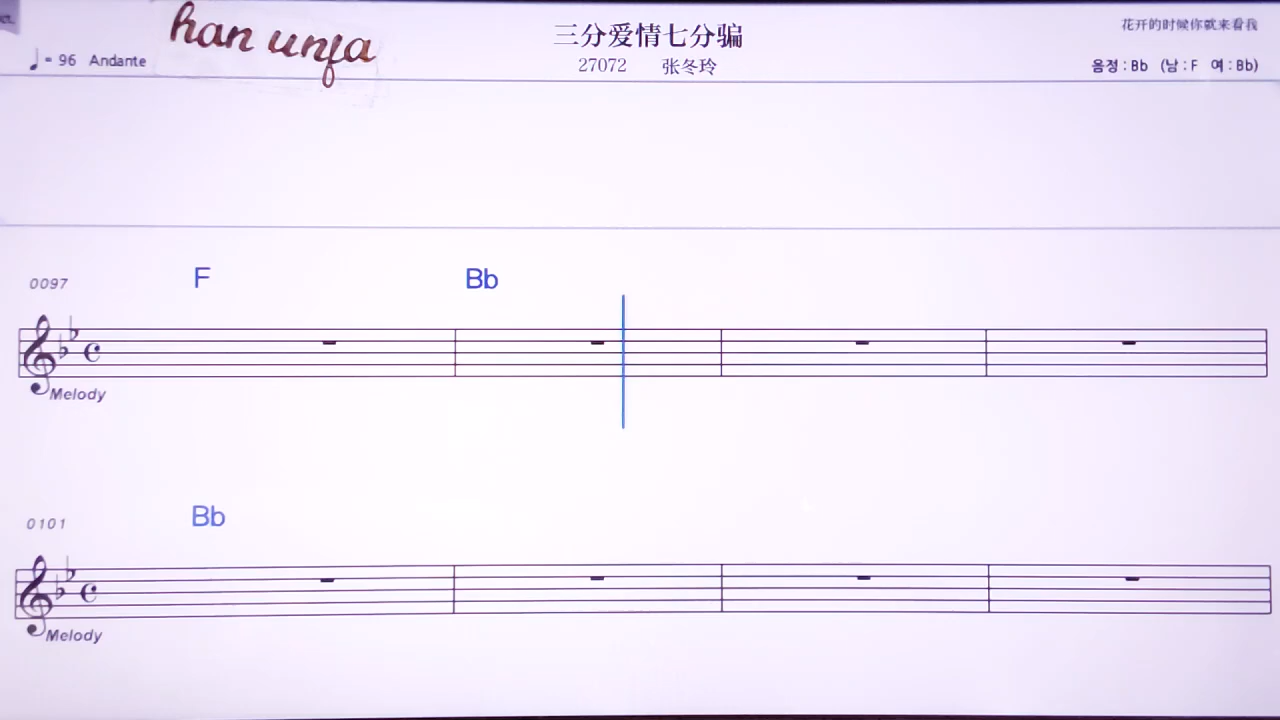 han unfa
三分爱情七分骗
花开的时候你就来看我
♩= 96 Andante
27072 张冬玲
음정 : Bb (남 : F 여 : Bb)
0097
F Bb
Melody
0101
Bb
Melody